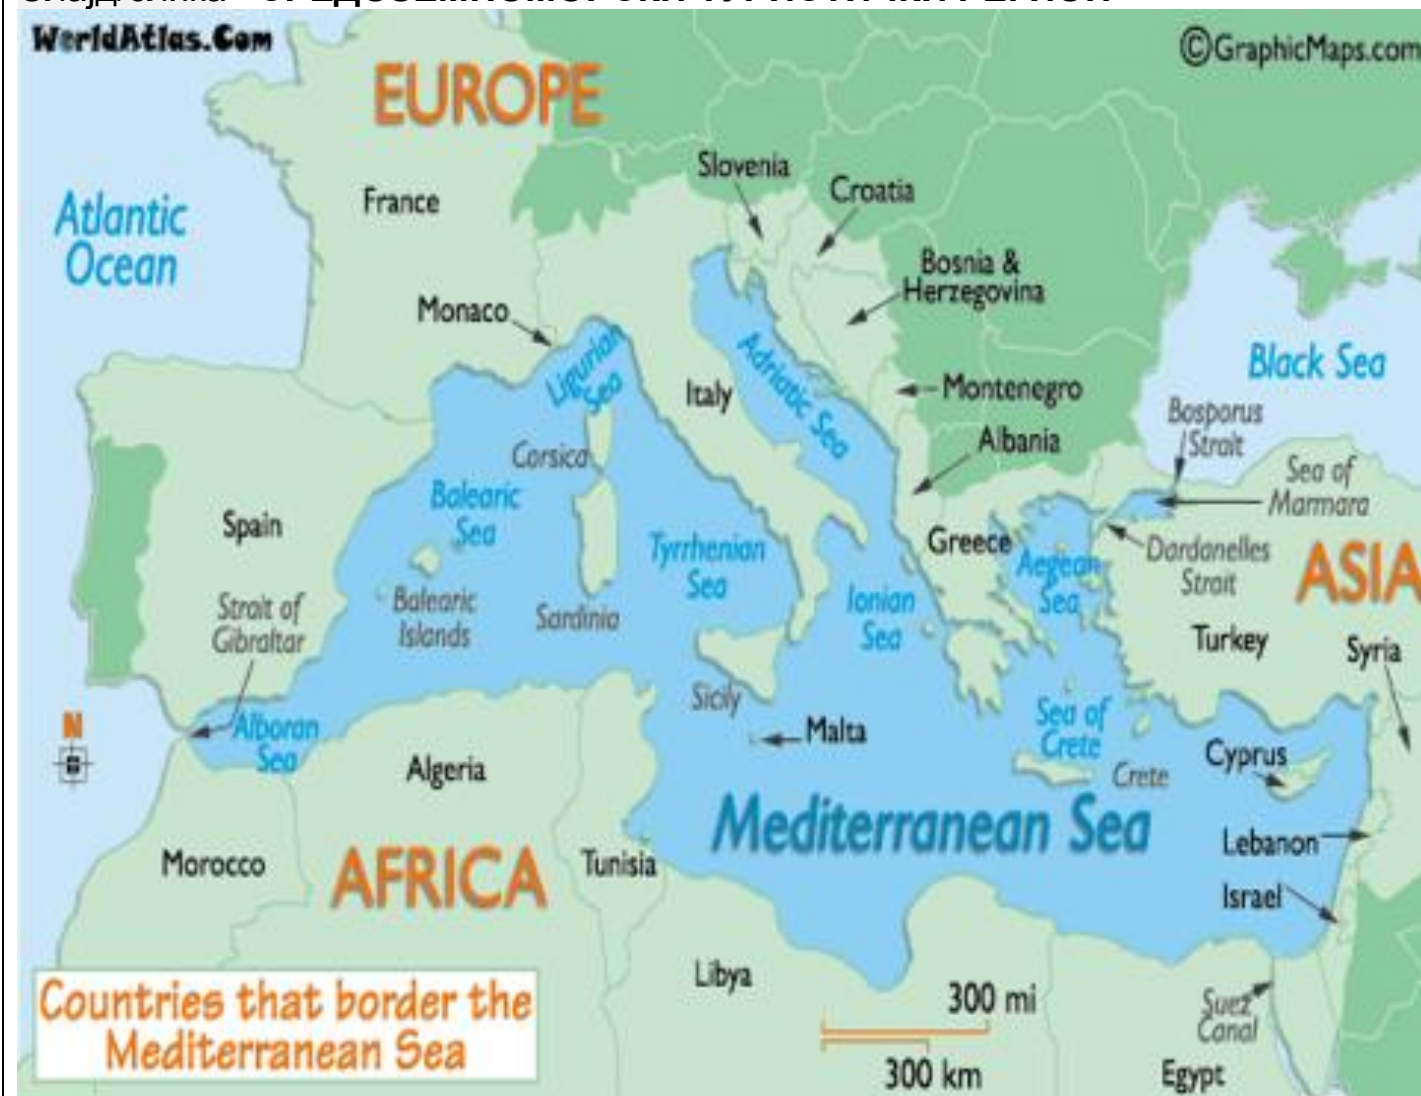 WorldAtlas.Com
©GraphicMaps.com
EUROPE
Slovenia
Croatia
France
Atlantic
Ocean
Bosnia &
Herzegovina
Monaco
Ligurian
Sea
Adriatic Sea
Black Sea
Italy
Montenegro
Bosporus
Strait
Albania
Corsica
Sea of
Marmara
Balearic
Sea
Spain
Tyrrhenian
Sea
Greece
Aegean
Sea
Dardanelles
Strait
ASIA
Strait of
Gibraltar
Balearic
Islands
Sardinia
Ionian
Sea
Turkey
Syria
Sicily
N
Alboran
Sea
Malta
Sea of
Crete
Cyprus
Algeria
Crete
Mediterranean Sea
Lebanon
Morocco
AFRICA
Tunisia
Israel
Libya
Countries that border the
Mediterranean Sea
300 mi
300 km
Suez
Canal
Egypt